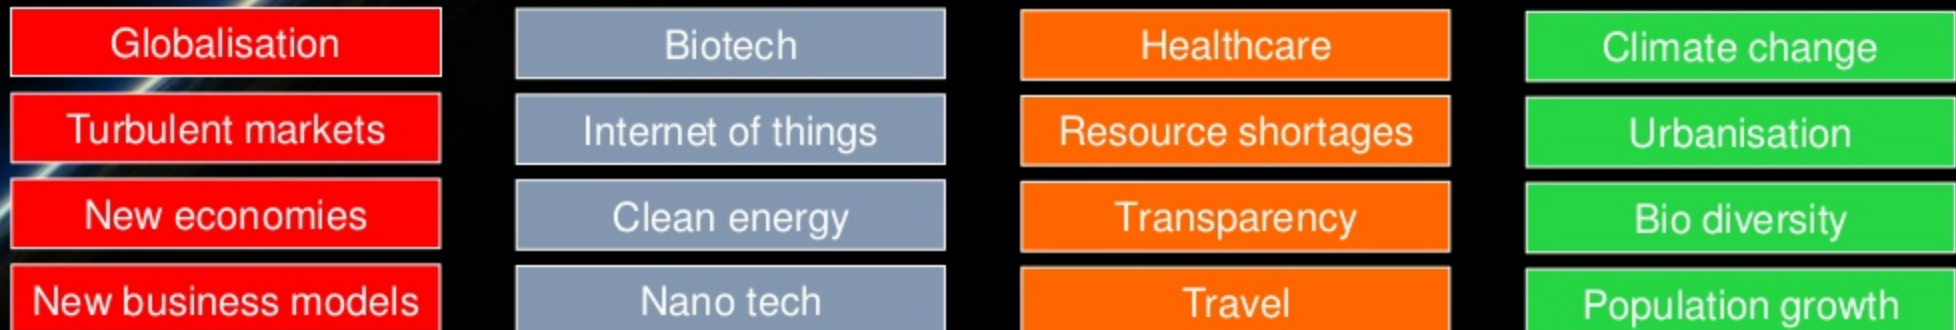 Globalisation
Biotech
Healthcare
Climate change
Turbulent markets
Internet of things
Resource shortages
Urbanisation
New economies
Clean energy
Transparency
Bio diversity
New business models
Nano tech
Travel
Population growth